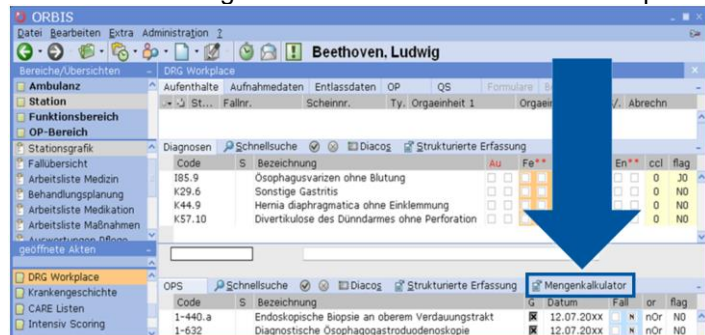 ORBIS
Datei Bearbeiten Extra Administration ?
Beethoven, Ludwig
Bereiche/Übersichten
DRG Workplace
Ambulanz
Station
Funktionsbereich
OP-Bereich
Stationsgrafik
Fallübersicht
Arbeitsliste Medizin
Behandlungsplanung
Arbeitsliste Medikation
Arbeitsliste Maßnahmen
Auswertungen Pflege
geöffnete Akten
DRG Workplace
Krankengeschichte
CARE Listen
Intensiv Scoring
Aufenthalte Aufnahmedaten Entlassdaten OP QS Formulare
St... Fallnr. Scheinnr. Ty. Orgaeinheit 1 Abrechn
Diagnosen Schnellsuche Diacos Strukturierte Erfassung
Code S Bezeichnung Au Fe** En** ccl flag
I85.9 Ösophagusvarizen ohne Blutung 0 J0
K29.6 Sonstige Gastritis 0 N0
K44.9 Hernia diaphragmatica ohne Einklemmung 0 N0
K57.10 Divertikulose des Dünndarmes ohne Perforation 0 N0
OPS Schnellsuche Diacos Strukturierte Erfassung Mengenkalkulator
Code S Bezeichnung G Datum Fall or flag
1-440.a Endoskopische Biopsie an oberem Verdauungstrakt 12.07.20XX N nOr N0
1-632 Diagnostische Ösophagogastroduodenoskopie 12.07.20XX N nOr N0